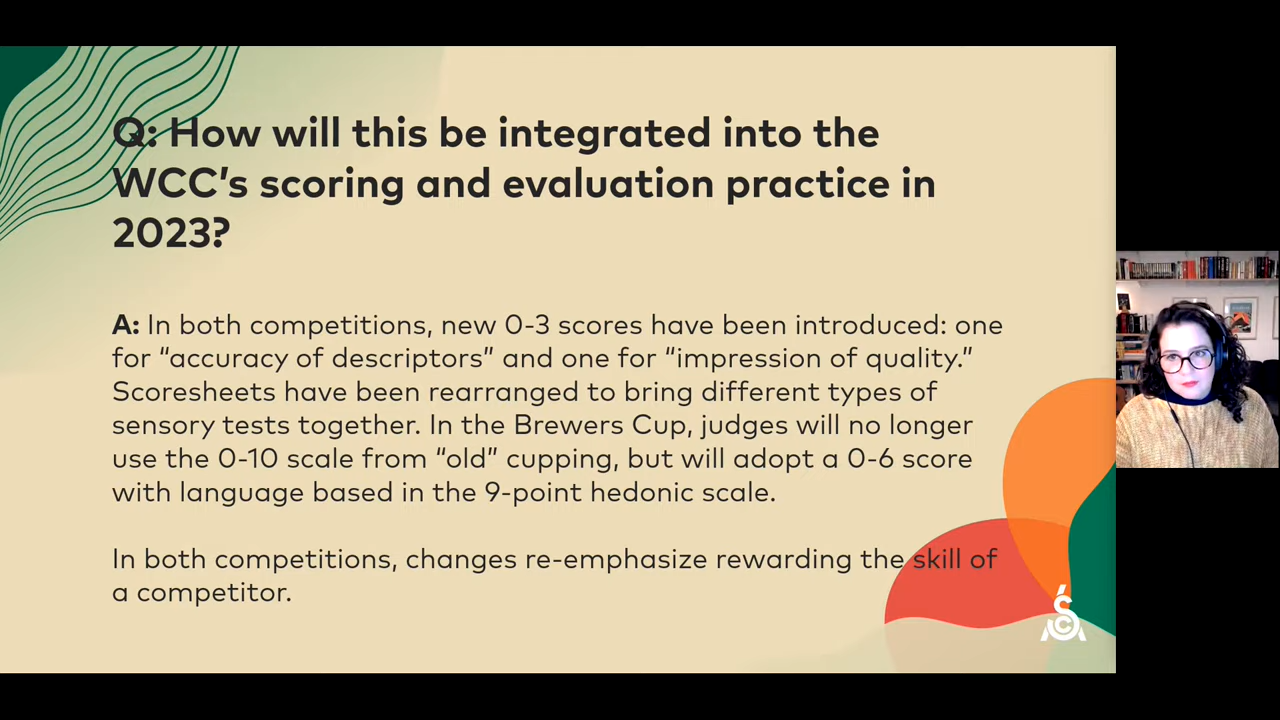 Q: How will this be integrated into the
WCC’s scoring and evaluation practice in
2023?
A: In both competitions, new 0-3 scores have been introduced: one
for “accuracy of descriptors” and one for “impression of quality.”
Scoresheets have been rearranged to bring different types of
sensory tests together. In the Brewers Cup, judges will no longer
use the 0-10 scale from “old” cupping, but will adopt a 0-6 score
with language based in the 9-point hedonic scale.
In both competitions, changes re-emphasize rewarding the skill of
a competitor.
SCA